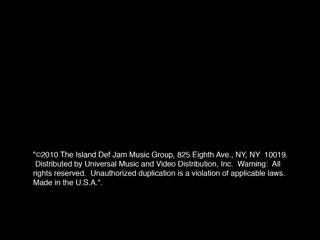 "©2010 The Island Def Jam Music Group, 825 Eighth Ave., NY, NY  10019.
Distributed by Universal Music and Video Distribution, Inc.  Warning:  All
rights reserved.  Unauthorized duplication is a violation of applicable laws.
Made in the U.S.A.".